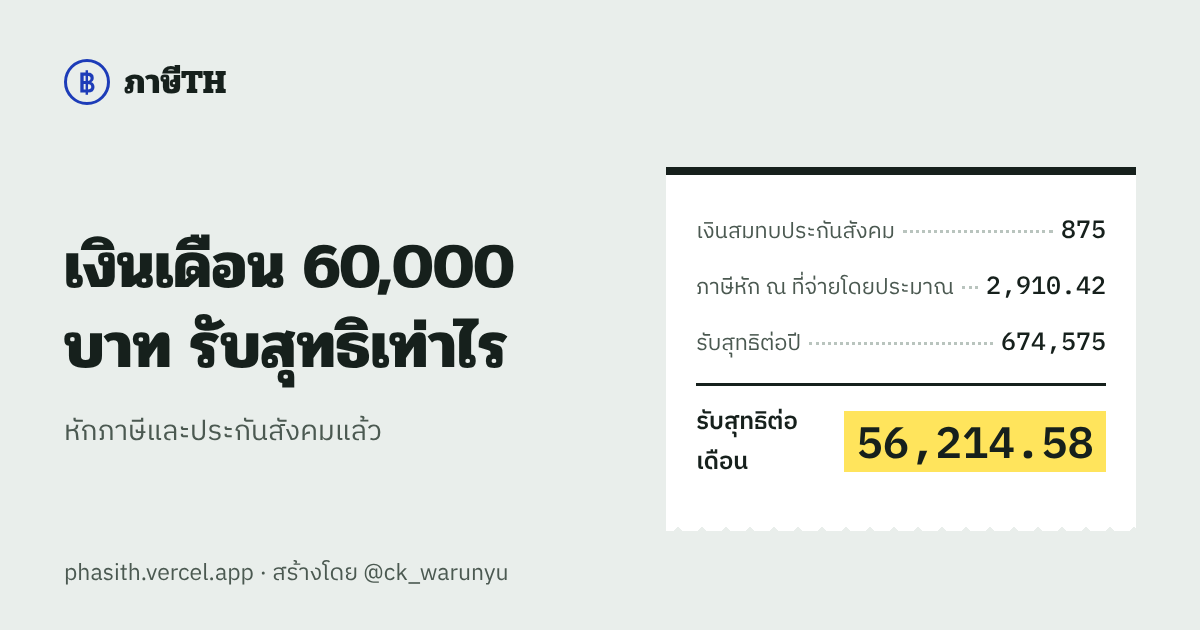 ฿ ภาษีTH
เงินเดือน 60,000
บาท รับสุทธิเท่าไร
หักภาษีและประกันสังคมแล้ว
เงินสมทบประกันสังคม 875
ภาษีหัก ณ ที่จ่ายโดยประมาณ 2,910.42
รับสุทธิต่อปี 674,575
รับสุทธิต่อ
เดือน
56,214.58
phasith.vercel.app · สร้างโดย @ck_warunyu